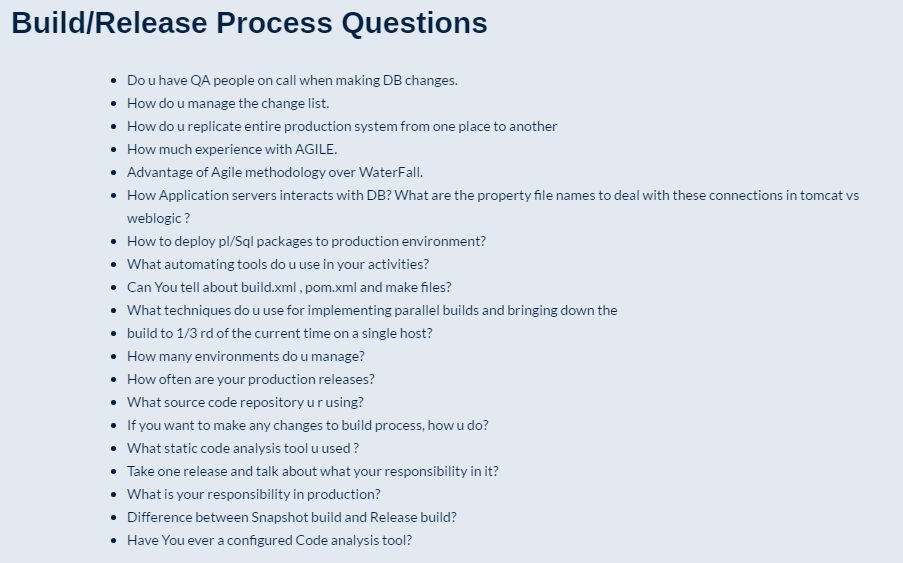 Build/Release Process Questions
Do u have QA people on call when making DB changes.
How do u manage the change list.
How do u replicate entire production system from one place to another
How much experience with AGILE.
Advantage of Agile methodology over WaterFall.
How Application servers interacts with DB? What are the property file names to deal with these connections in tomcat vs
weblogic ?
How to deploy pl/Sql packages to production environment?
What automating tools do u use in your activities?
Can You tell about build.xml , pom.xml and make files?
What techniques do u use for implementing parallel builds and bringing down the
build to 1/3 rd of the current time on a single host?
How many environments do u manage?
How often are your production releases?
What source code repository u r using?
If you want to make any changes to build process, how u do?
What static code analysis tool u used ?
Take one release and talk about what your responsibility in it?
What is your responsibility in production?
Difference between Snapshot build and Release build?
Have You ever a configured Code analysis tool?